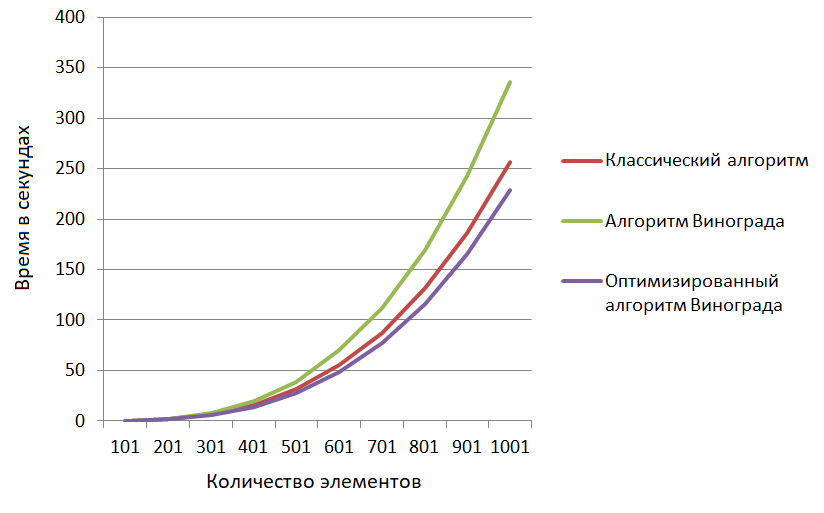 400
350
300
250
200
150
100
50
0
Время в секундах
101 201 301 401 501 601 701 801 901 1001
Количество элементов
Классический алгоритм
Алгоритм Винограда
Оптимизированный
алгоритм Винограда